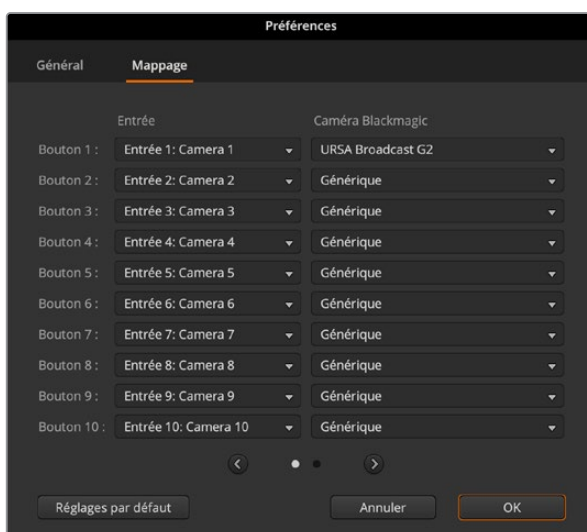 Préférences
Général Mappage
Entrée Caméra Blackmagic
Bouton 1 : Entrée 1: Camera 1 URSA Broadcast G2
Bouton 2 : Entrée 2: Camera 2 Générique
Bouton 3 : Entrée 3: Camera 3 Générique
Bouton 4 : Entrée 4: Camera 4 Générique
Bouton 5 : Entrée 5: Camera 5 Générique
Bouton 6 : Entrée 6: Camera 6 Générique
Bouton 7 : Entrée 7: Camera 7 Générique
Bouton 8 : Entrée 8: Camera 8 Générique
Bouton 9 : Entrée 9: Camera 9 Générique
Bouton 10 : Entrée 10: Camera 10 Générique
Réglages par défaut Annuler OK